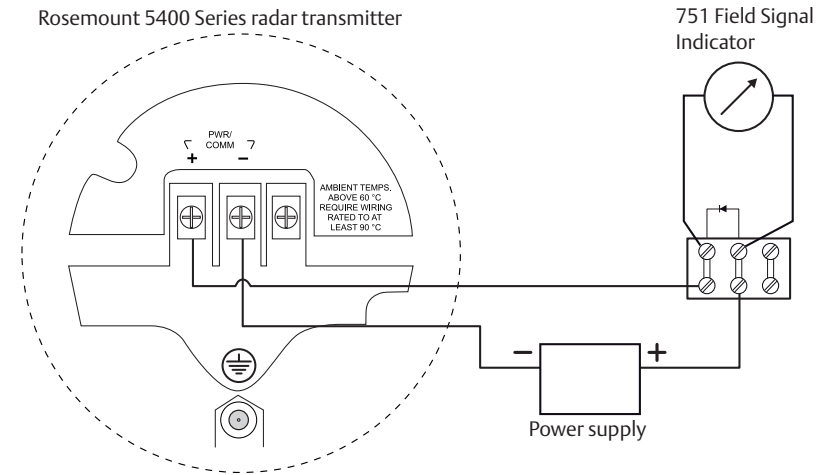 Rosemount 5400 Series radar transmitter
751 Field Signal
Indicator
PWR/
COMM
+ −
AMBIENT TEMPS.
ABOVE 60 °C
REQUIRE WIRING
RATED TO AT
LEAST 90 °C
− +
Power supply